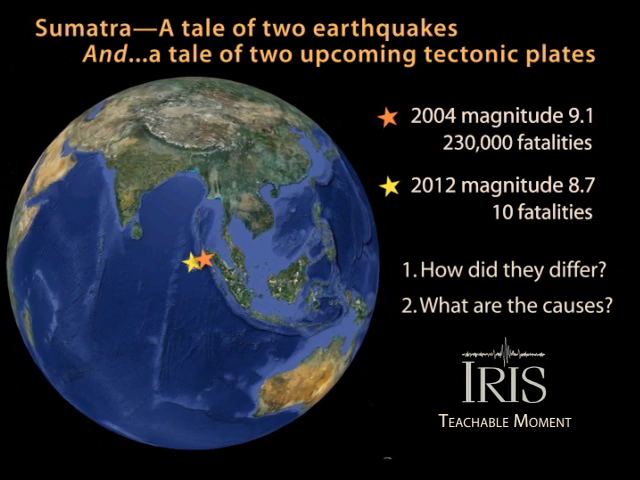 Sumatra—A tale of two earthquakes
And...a tale of two upcoming tectonic plates
2004 magnitude 9.1
230,000 fatalities
2012 magnitude 8.7
10 fatalities
1. How did they differ?
2. What are the causes?
IRIS
TEACHABLE MOMENT